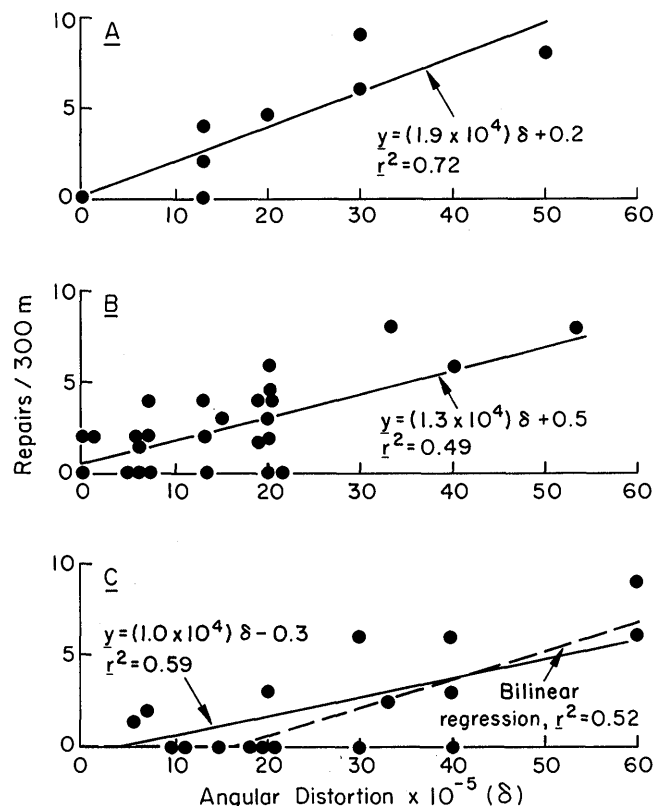 A
10
5
0
y=(1.9 x 10⁴) δ +0.2
r²=0.72
0 10 20 30 40 50 60
B
10
5
0
y=(1.3 x 10⁴) δ +0.5
r²=0.49
0 10 20 30 40 50 60
Repairs / 300 m
C
10
5
0
y=(1.0 x 10⁴) δ -0.3
r²=0.59
Bilinear
regression, r²=0.52
0 10 20 30 40 50 60
Angular Distortion x 10⁻⁵ (δ)